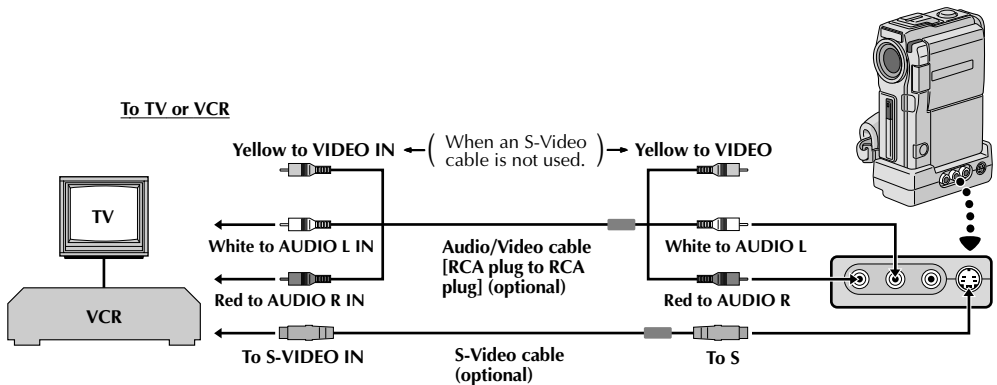 To TV or VCR
Yellow to VIDEO IN
( When an S-Video
cable is not used. )
Yellow to VIDEO
TV
White to AUDIO L IN
Audio/Video cable
[RCA plug to RCA
plug] (optional)
White to AUDIO L
Red to AUDIO R IN
Red to AUDIO R
VCR
To S-VIDEO IN
S-Video cable
(optional)
To S